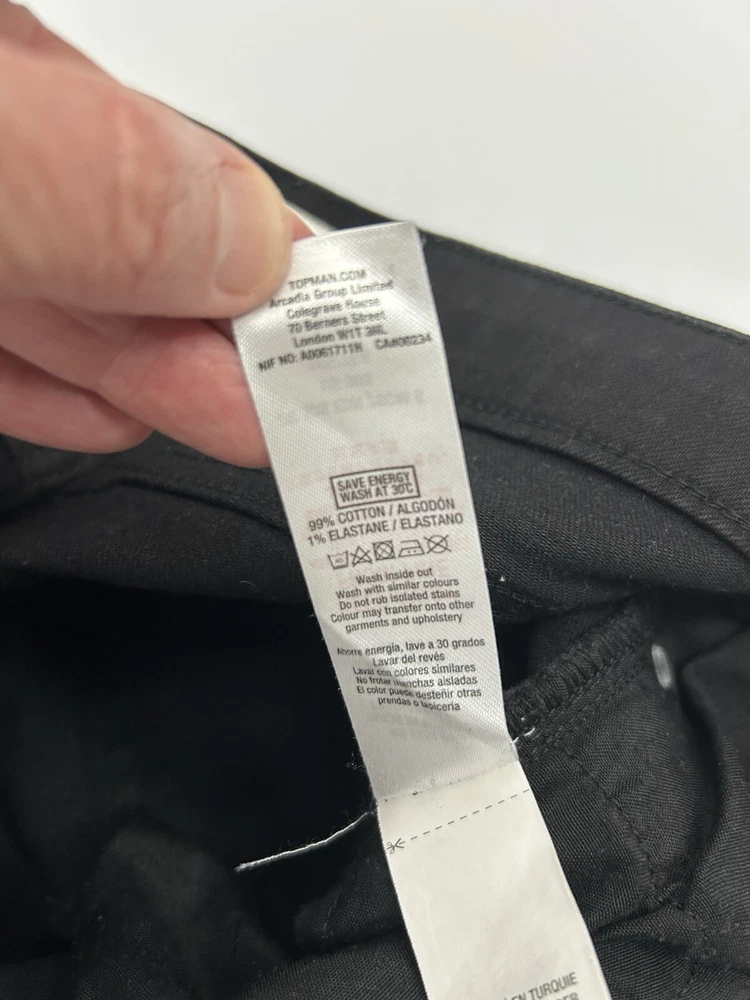 TOPMAN.COM
Arcadia Group Limited
Colegrave House
70 Berners Street
London W1T 3NL
NIF NO: A0061711H CA#00234
SAVE ENERGY
WASH AT 30°C
99% COTTON / ALGODÓN
1% ELASTANE / ELASTANO
40
Wash inside out
Wash with similar colours
Do not rub isolated stains
Colour may transfer onto other
garments and upholstery
Ahorre energía, lave a 30 grados
Lavar del revés
Lavar con colores similares
No frotar manchas aisladas
El color puede desteñir otras
prendas o tapicería
EN TURQUIE